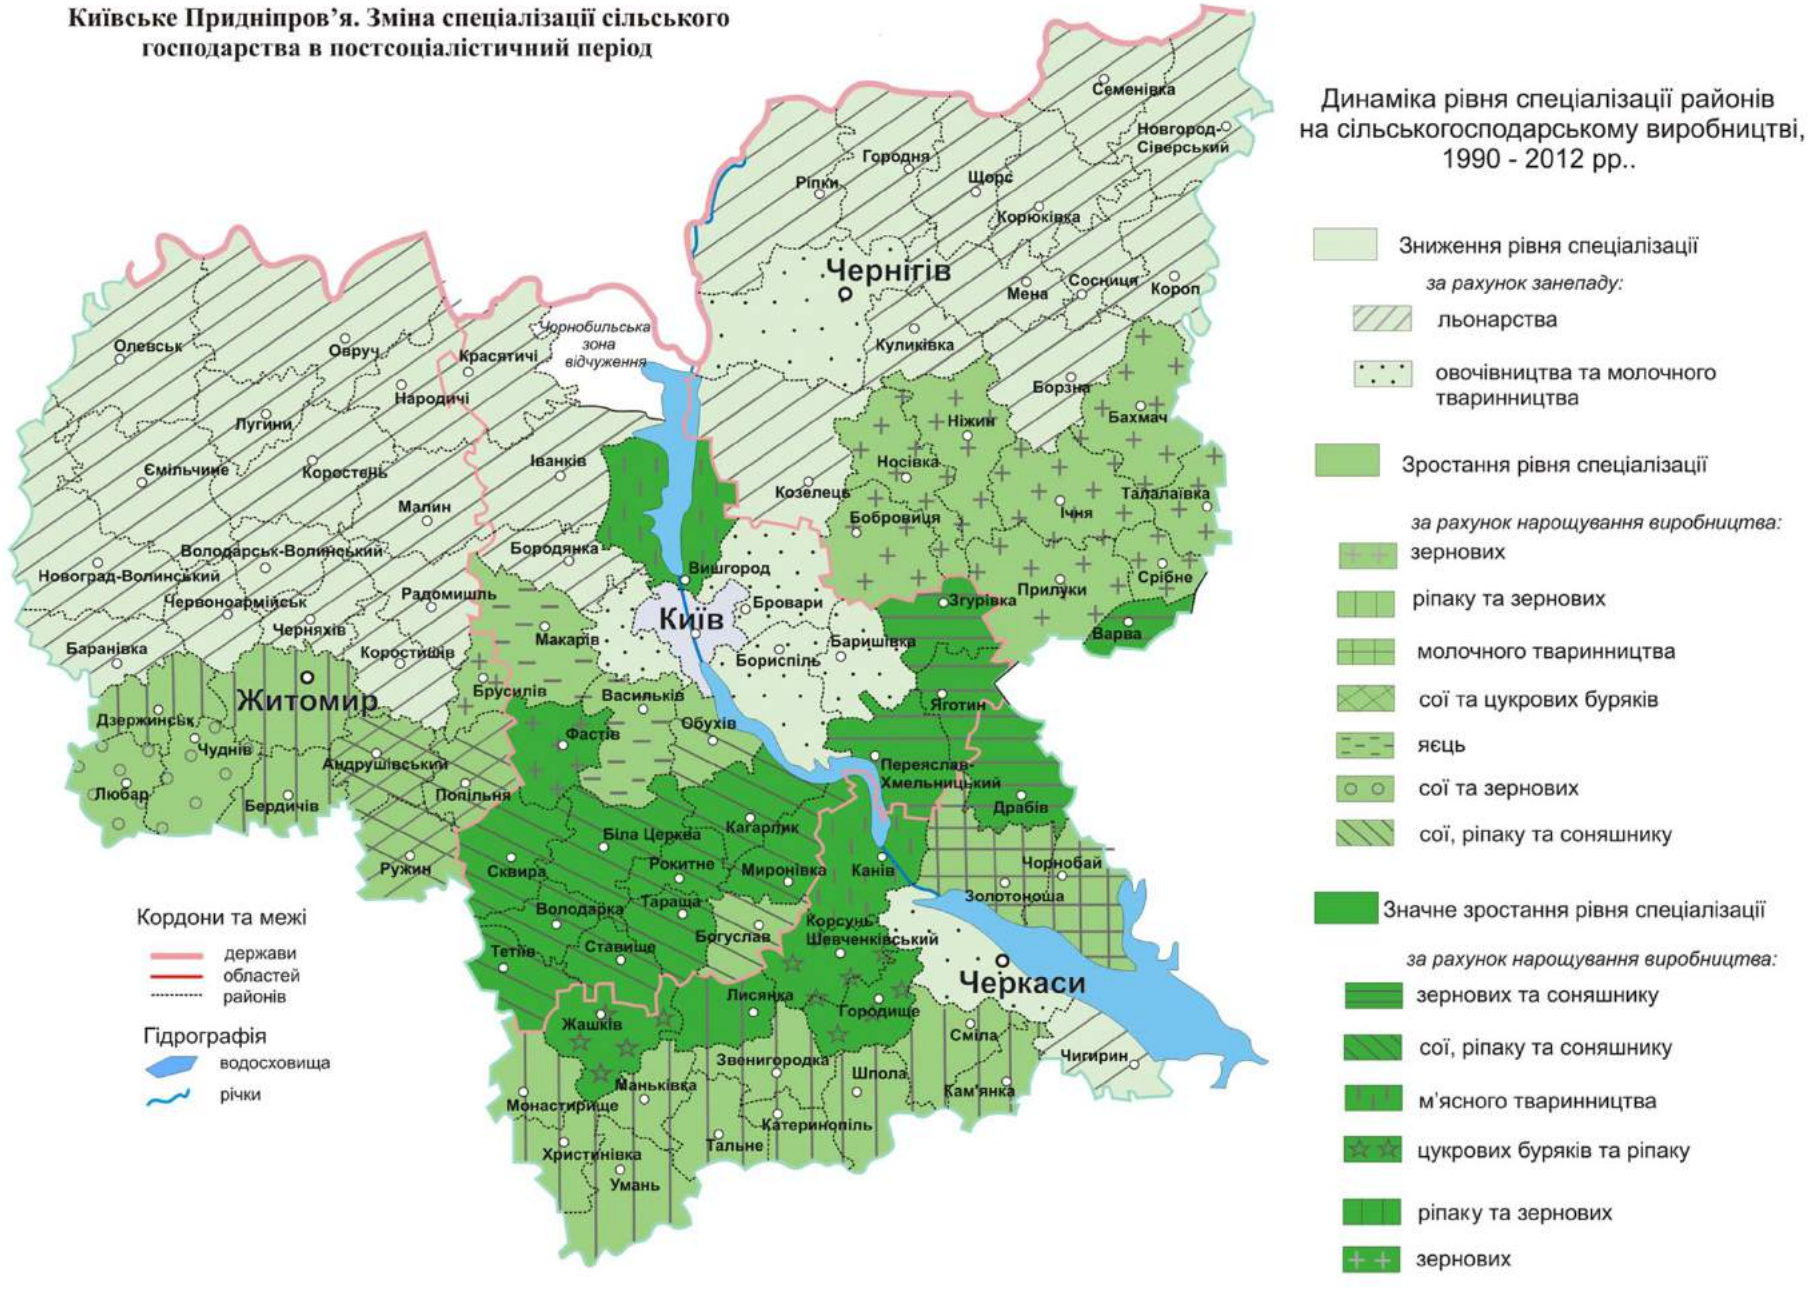 Київське Придніпров’я. Зміна спеціалізації сільського
господарства в постсоціалістичний період
Динаміка рівня спеціалізації районів
на сільськогосподарському виробництві,
1990 - 2012 рр..
Зниження рівня спеціалізації
за рахунок занепаду:
льонарства
овочівництва та молочного
тваринництва
Зростання рівня спеціалізації
за рахунок нарощування виробництва:
зернових
ріпаку та зернових
молочного тваринництва
сої та цукрових буряків
яєць
сої та зернових
сої, ріпаку та соняшнику
Значне зростання рівня спеціалізації
за рахунок нарощування виробництва:
зернових та соняшнику
сої, ріпаку та соняшнику
м'ясного тваринництва
цукрових буряків та ріпаку
ріпаку та зернових
зернових
Кордони та межі
держави
областей
районів
Гідрографія
водосховища
річки
Семенівка
Новгород-
Сіверський
Городня
Ріпки
Щорс
Корюківка
Чернігів
Мена
Сосниця
Короп
Куликівка
Борзна
Бахмач
Ніжин
Носівка
Козелець
Бобровиця
Талалаївка
Ічня
Прилуки
Срібне
Варва
Чорнобильська
зона
відчуження
Олевськ
Овруч
Красятичі
Народичі
Лугини
Ємільчине
Коростень
Іванків
Малин
Володарськ-Волинський
Бородянка
Новоград-Волинський
Червоноармійськ
Радомишль
Черняхів
Баранівка
Коростишів
Вишгород
Київ
Бровари
Згурівка
Макарів
Бориспіль
Баришівка
Житомир
Брусилів
Васильків
Обухів
Яготин
Дзержинськ
Чуднів
Фастів
Андрушівський
Попільня
Любар
Бердичів
Переяслав-
Хмельницький
Драбів
Ружин
Сквира
Біла Церква
Кагарлик
Рокитне
Миронівка
Канів
Чорнобай
Золотоноша
Володарка
Тараща
Богуслав
Корсунь
Шевченківський
Тетіїв
Ставище
Черкаси
Лисянка
Городище
Жашків
Сміла
Чигирин
Звенигородка
Шпола
Кам'янка
Маньківка
Монастирище
Катеринопіль
Тальне
Христинівка
Умань